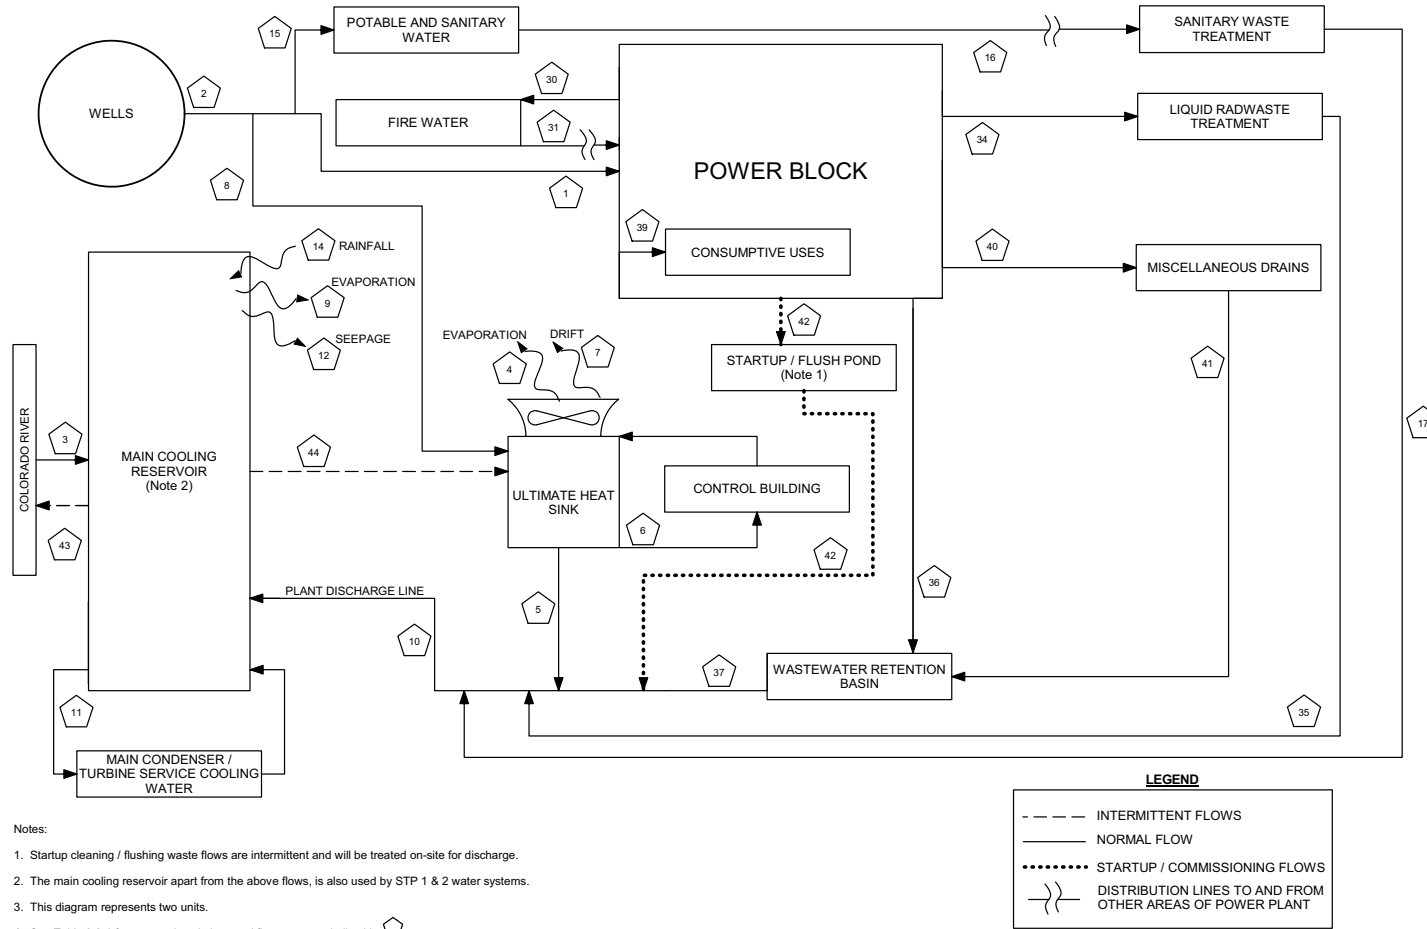 POTABLE AND SANITARY
WATER
15
SANITARY WASTE
TREATMENT
16
2
WELLS
30
FIRE WATER
31
LIQUID RADWASTE
TREATMENT
34
POWER BLOCK
8
1
39
CONSUMPTIVE USES
40
MISCELLANEOUS DRAINS
14
RAINFALL
EVAPORATION
9
SEEPAGE
12
42
EVAPORATION
DRIFT
4
7
STARTUP / FLUSH POND
(Note 1)
41
17
COLORADO RIVER
3
43
MAIN COOLING
RESERVOIR
(Note 2)
44
ULTIMATE HEAT
SINK
CONTROL BUILDING
6
42
36
PLANT DISCHARGE LINE
5
10
37
WASTEWATER RETENTION
BASIN
35
11
MAIN CONDENSER /
TURBINE SERVICE COOLING
WATER
LEGEND
INTERMITTENT FLOWS
NORMAL FLOW
STARTUP / COMMISSIONING FLOWS
DISTRIBUTION LINES TO AND FROM
OTHER AREAS OF POWER PLANT
Notes:
1. Startup cleaning / flushing waste flows are intermittent and will be treated on-site for discharge.
2. The main cooling reservoir apart from the above flows, is also used by STP 1 & 2 water systems.
3. This diagram represents two units.